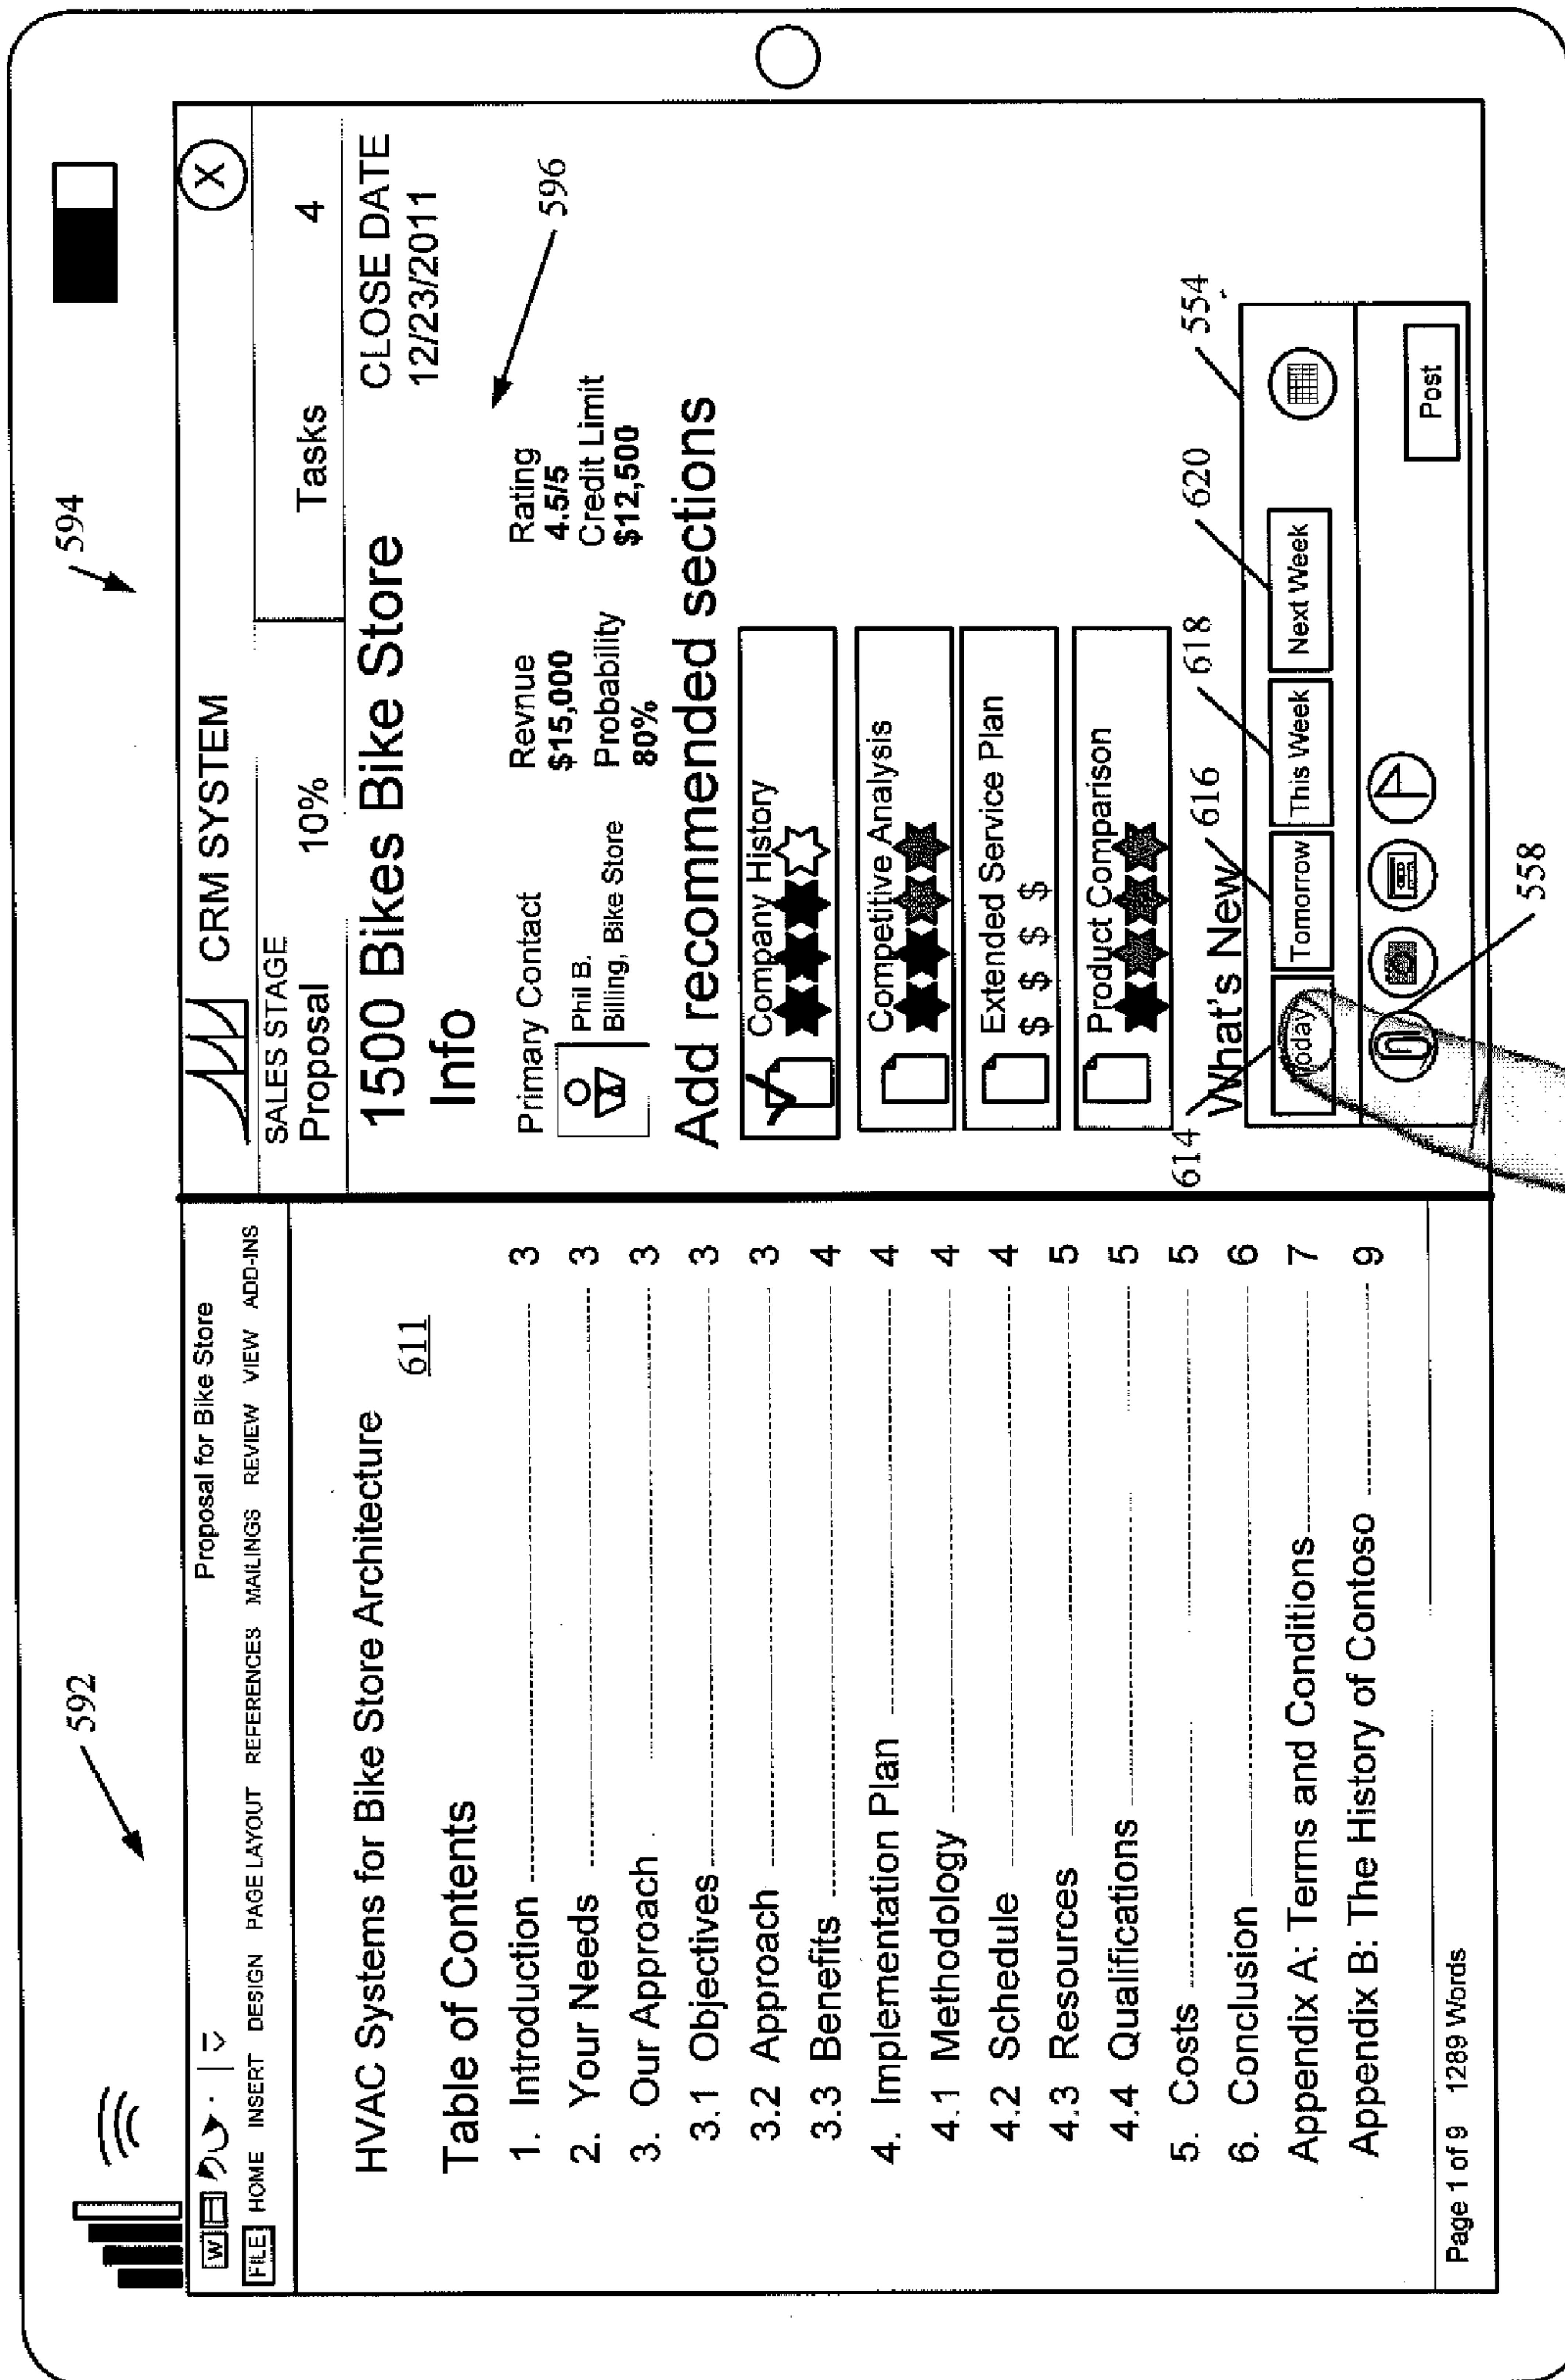 592
594
W
Proposal for Bike Store
FILE HOME INSERT DESIGN PAGE LAYOUT REFERENCES MAILINGS REVIEW VIEW ADD-INS
HVAC Systems for Bike Store Architecture
611
Table of Contents
1. Introduction 3
2. Your Needs 3
3. Our Approach 3
3.1 Objectives 3
3.2 Approach 3
3.3 Benefits 4
4. Implementation Plan 4
4.1 Methodology 4
4.2 Schedule 4
4.3 Resources 5
4.4 Qualifications 5
5. Costs 5
6. Conclusion 6
Appendix A: Terms and Conditions 7
Appendix B: The History of Contoso 9
Page 1 of 9 1289 Words
CRM SYSTEM
X
SALES STAGE
Proposal 10%
Tasks 4
1500 Bikes Bike Store
CLOSE DATE
12/23/2011
Info
596
Primary Contact
Phil B.
Billing, Bike Store
Revnue
$15,000
Probability
80%
Rating
4.5/5
Credit Limit
$12,500
Add recommended sections
Company History
Competitive Analysis
Extended Service Plan
$ $ $ $
Product Comparison
614
What's New
616
618
620
554
Today
Tomorrow
This Week
Next Week
Post
558